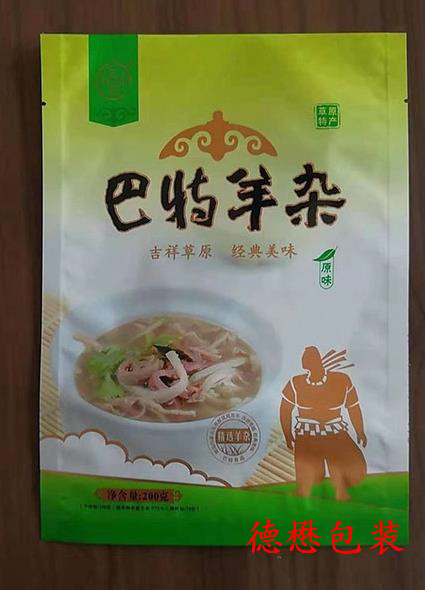 草原
特产
巴特羊杂
吉祥草原 经典美味
原味
精选羊杂
净含量:200克
德懋包装